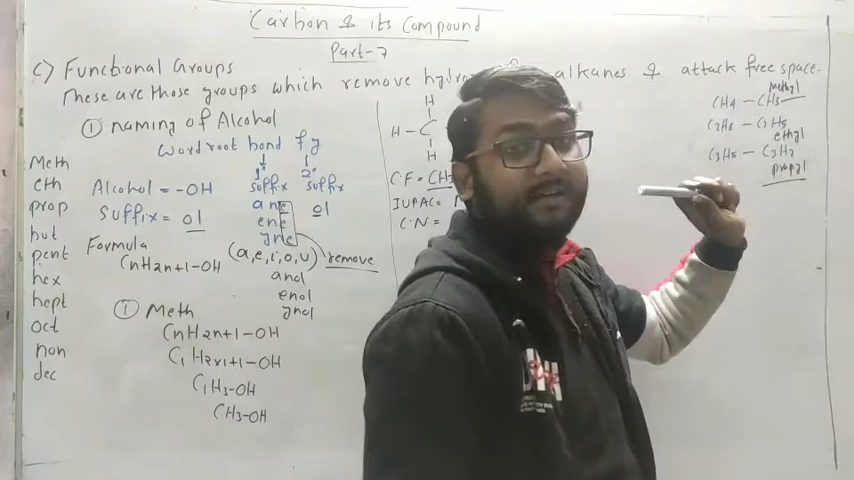 Carbon & its Compound
Part-7
C) Functional Groups
These are those groups which remove hydro alkanes & attack free space.
① naming of Alcohol
word root bond fg
1° 2°
suffix suffix
ane ol
ene
yne
(a, e, i, o, u) remove
anol
enol
ynol
Meth
eth
prop
but
pent
hex
hept
oct
non
dec
Alcohol = -OH
Suffix = ol
Formula
CnH2n+1-OH
① Meth
CnH2n+1-OH
C1H2x1+1-OH
C1H3-OH
CH3-OH
H
H-C
H
C·F = CH3
IUPAC =
C·N =
CH4 - CH3
methyl
C2H6 - C2H5
ethyl
C3H8 - C3H7
propyl